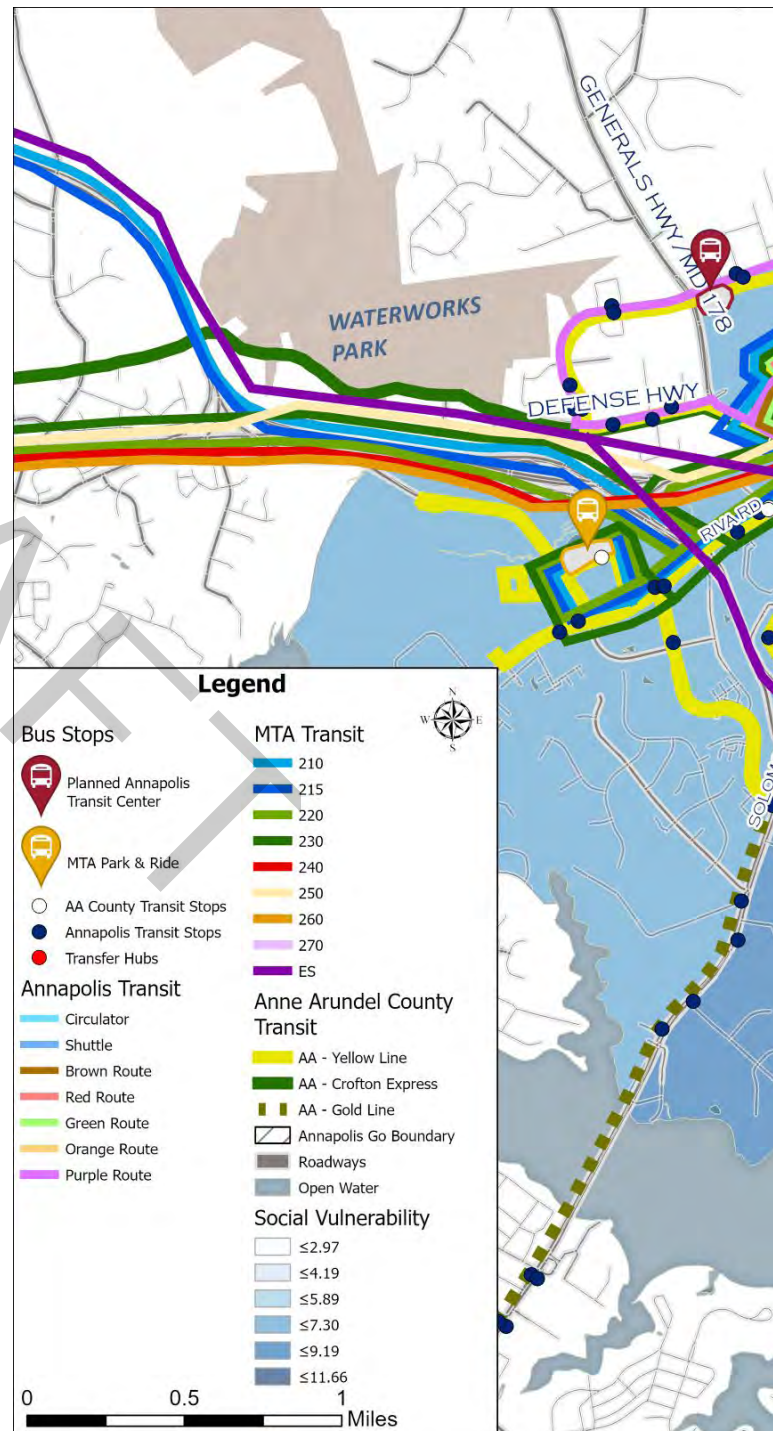 GENERALS HWY/MD 178
WATERWORKS
PARK
DEFENSE HWY
RIVA RD
SOLOM
Legend
N
W
E
S
Bus Stops
Planned Annapolis
Transit Center
MTA Park & Ride
AA County Transit Stops
Annapolis Transit Stops
Transfer Hubs
Annapolis Transit
Circulator
Shuttle
Brown Route
Red Route
Green Route
Orange Route
Purple Route
MTA Transit
210
215
220
230
240
250
260
270
ES
Anne Arundel County
Transit
AA - Yellow Line
AA - Crofton Express
AA - Gold Line
Annapolis Go Boundary
Roadways
Open Water
Social Vulnerability
≤2.97
≤4.19
≤5.89
≤7.30
≤9.19
≤11.66
0
0.5
1
Miles